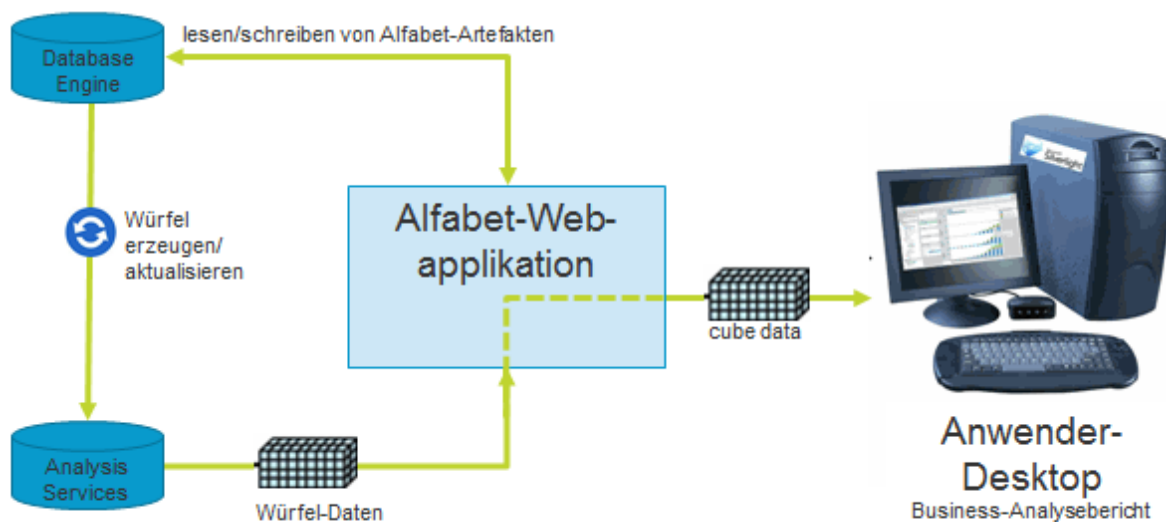 lesen/schreiben von Alfabet-Artefakten
Database
Engine
Würfel
erzeugen/
aktualisieren
Alfabet-Web-
applikation
Silverlight
cube data
Analysis
Services
Würfel-Daten
Anwender-
Desktop
Business-Analysebericht